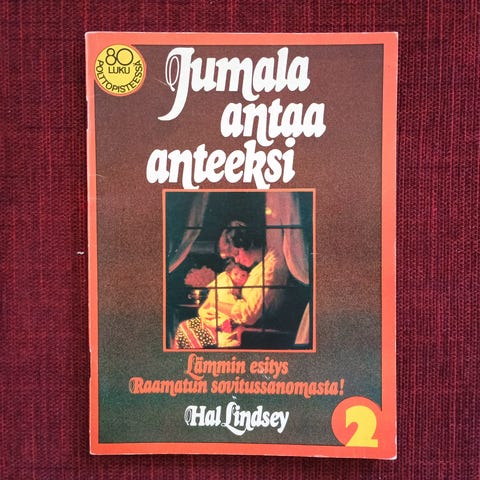 80
LUKU
POLTTOPISTEESSÄ
Jumala
antaa
anteeksi
Lämmin esitys
Raamatun sovitussanomasta!
Hal Lindsey
2